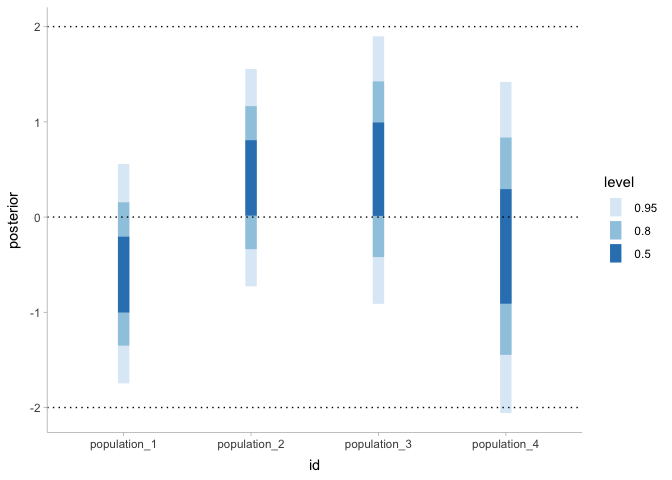 posterior
2
1
0
-1
-2
population_1
population_2
population_3
population_4
id
level
0.95
0.8
0.5